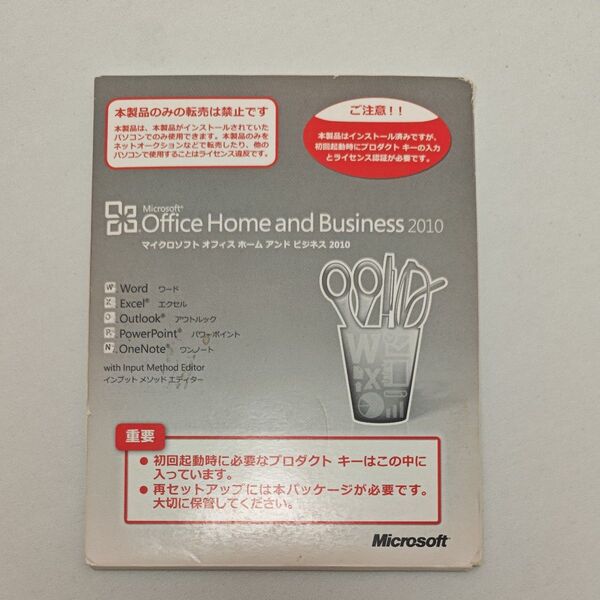 本製品のみの転売は禁止です
本製品は、本製品がインストールされていた
パソコンでのみ使用できます。本製品のみを
ネットオークションなどで転売したり、他の
パソコンで使用することはライセンス違反です。
ご注意!!
本製品はインストール済みですが、
初回起動時にプロダクト キーの入力
とライセンス認証が必要です。
Microsoft®
Office Home and Business 2010
マイクロソフト オフィス ホーム アンド ビジネス 2010
Word ワード
Excel® エクセル
Outlook® アウトルック
PowerPoint® パワーポイント
OneNote® ワンノート
with Input Method Editor
インプット メソッド エディター
重要
● 初回起動時に必要なプロダクト キーはこの中に
入っています。
● 再セットアップには本パッケージが必要です。
大切に保管してください。
Microsoft